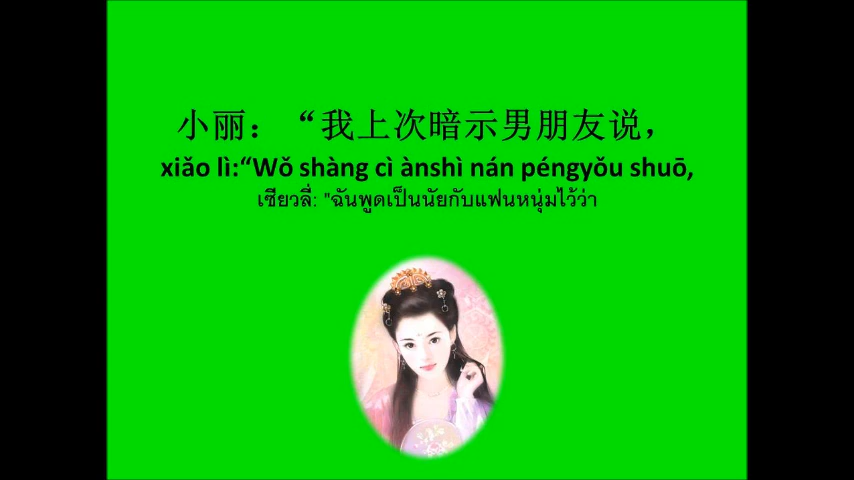 小丽：“我上次暗示男朋友说，
xiǎo lì:“Wǒ shàng cì ànshì nán péngyǒu shuō,
เซียวลี่: "ฉันพูดเป็นนัยกับแฟนหนุ่มไว้ว่า